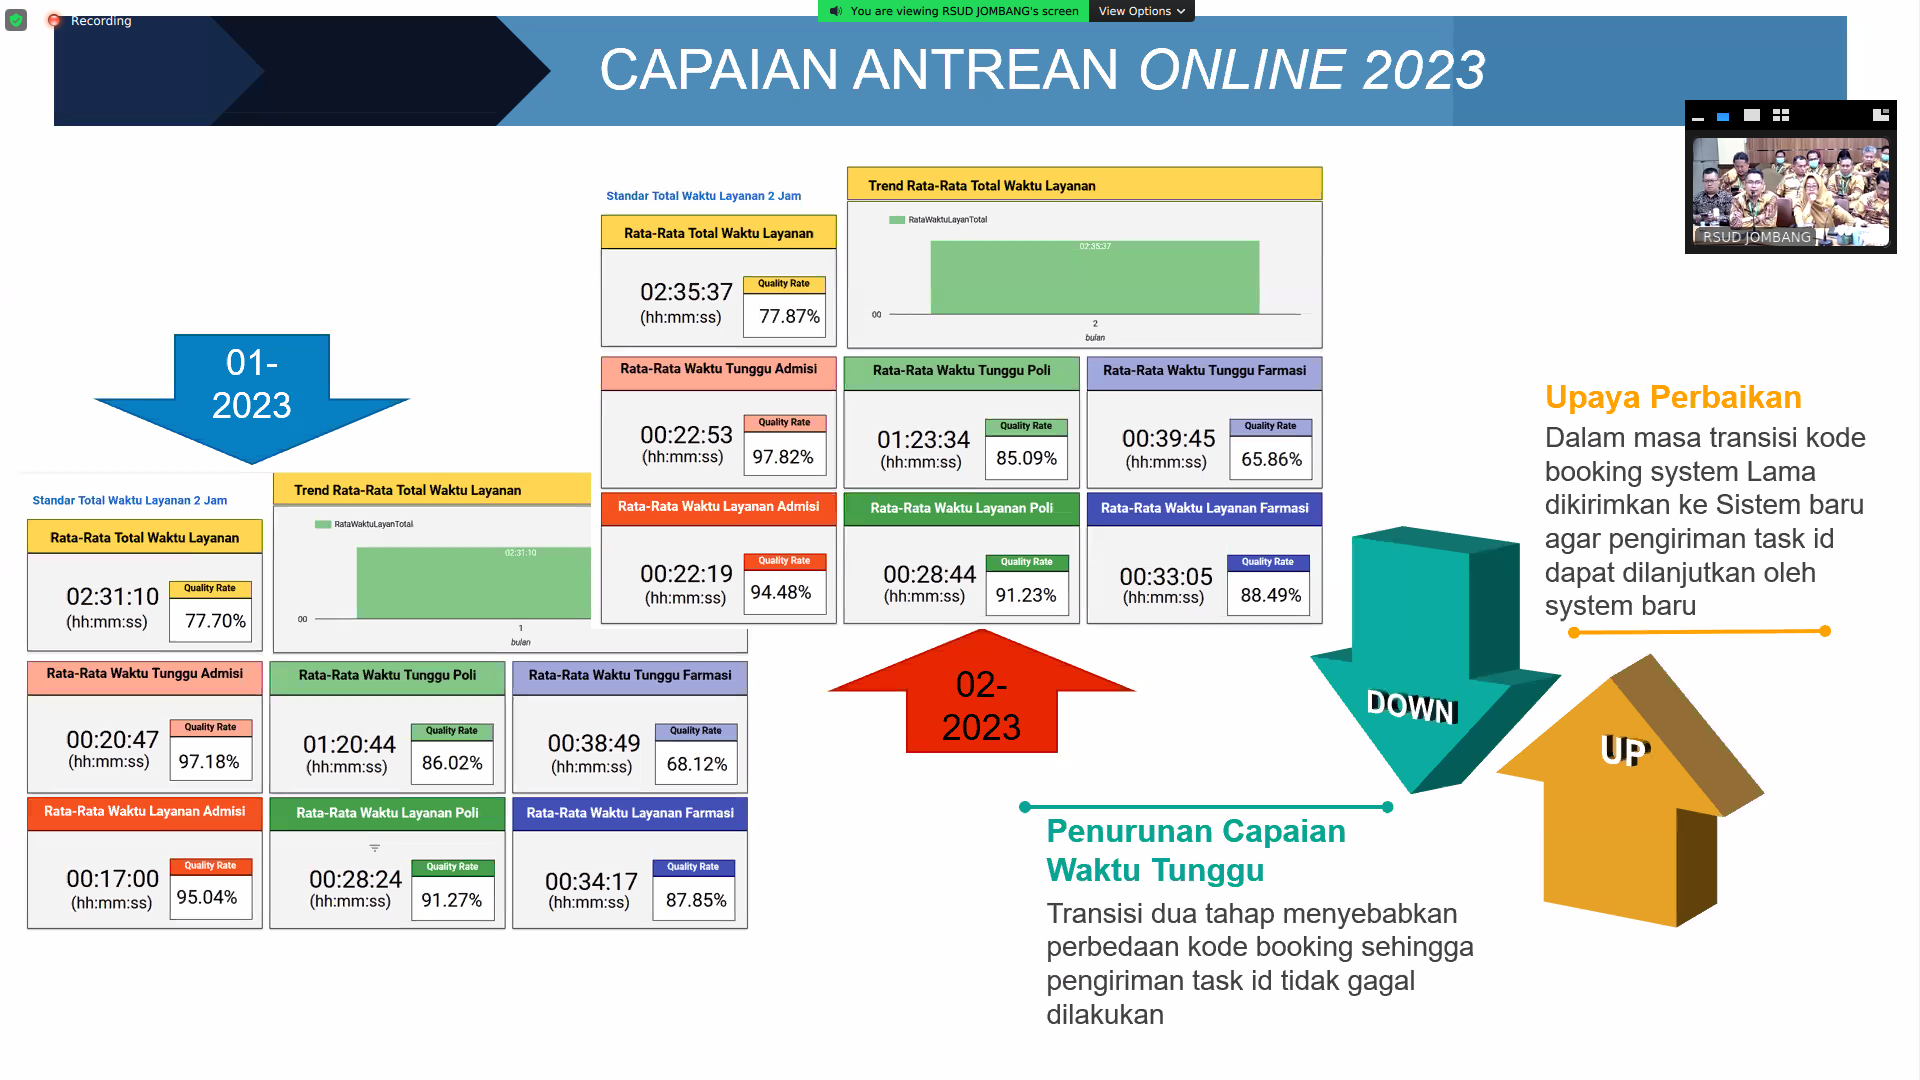 Recording
You are viewing RSUD JOMBANG's screen
View Options
CAPAIAN ANTREAN ONLINE 2023
RSUD JOMBANG
01-
2023
Standar Total Waktu Layanan 2 Jam
Rata-Rata Total Waktu Layanan
02:31:10
(hh:mm:ss)
Quality Rate
77.70%
Trend Rata-Rata Total Waktu Layanan
RataWaktuLayanTotal
02:31:10
00
1
bulan
Rata-Rata Waktu Tunggu Admisi
00:20:47
(hh:mm:ss)
Quality Rate
97.18%
Rata-Rata Waktu Tunggu Poli
01:20:44
(hh:mm:ss)
Quality Rate
86.02%
Rata-Rata Waktu Tunggu Farmasi
00:38:49
(hh:mm:ss)
Quality Rate
68.12%
Rata-Rata Waktu Layanan Admisi
00:17:00
(hh:mm:ss)
Quality Rate
95.04%
Rata-Rata Waktu Layanan Poli
00:28:24
(hh:mm:ss)
Quality Rate
91.27%
Rata-Rata Waktu Layanan Farmasi
00:34:17
(hh:mm:ss)
Quality Rate
87.85%
Standar Total Waktu Layanan 2 Jam
Rata-Rata Total Waktu Layanan
02:35:37
(hh:mm:ss)
Quality Rate
77.87%
Trend Rata-Rata Total Waktu Layanan
RataWaktuLayanTotal
02:35:37
00
2
bulan
Rata-Rata Waktu Tunggu Admisi
00:22:53
(hh:mm:ss)
Quality Rate
97.82%
Rata-Rata Waktu Tunggu Poli
01:23:34
(hh:mm:ss)
Quality Rate
85.09%
Rata-Rata Waktu Tunggu Farmasi
00:39:45
(hh:mm:ss)
Quality Rate
65.86%
Rata-Rata Waktu Layanan Admisi
00:22:19
(hh:mm:ss)
Quality Rate
94.48%
Rata-Rata Waktu Layanan Poli
00:28:44
(hh:mm:ss)
Quality Rate
91.23%
Rata-Rata Waktu Layanan Farmasi
00:33:05
(hh:mm:ss)
Quality Rate
88.49%
02-
2023
Upaya Perbaikan
Dalam masa transisi kode
booking system Lama
dikirimkan ke Sistem baru
agar pengiriman task id
dapat dilanjutkan oleh
system baru
DOWN
UP
Penurunan Capaian
Waktu Tunggu
Transisi dua tahap menyebabkan
perbedaan kode booking sehingga
pengiriman task id tidak gagal
dilakukan